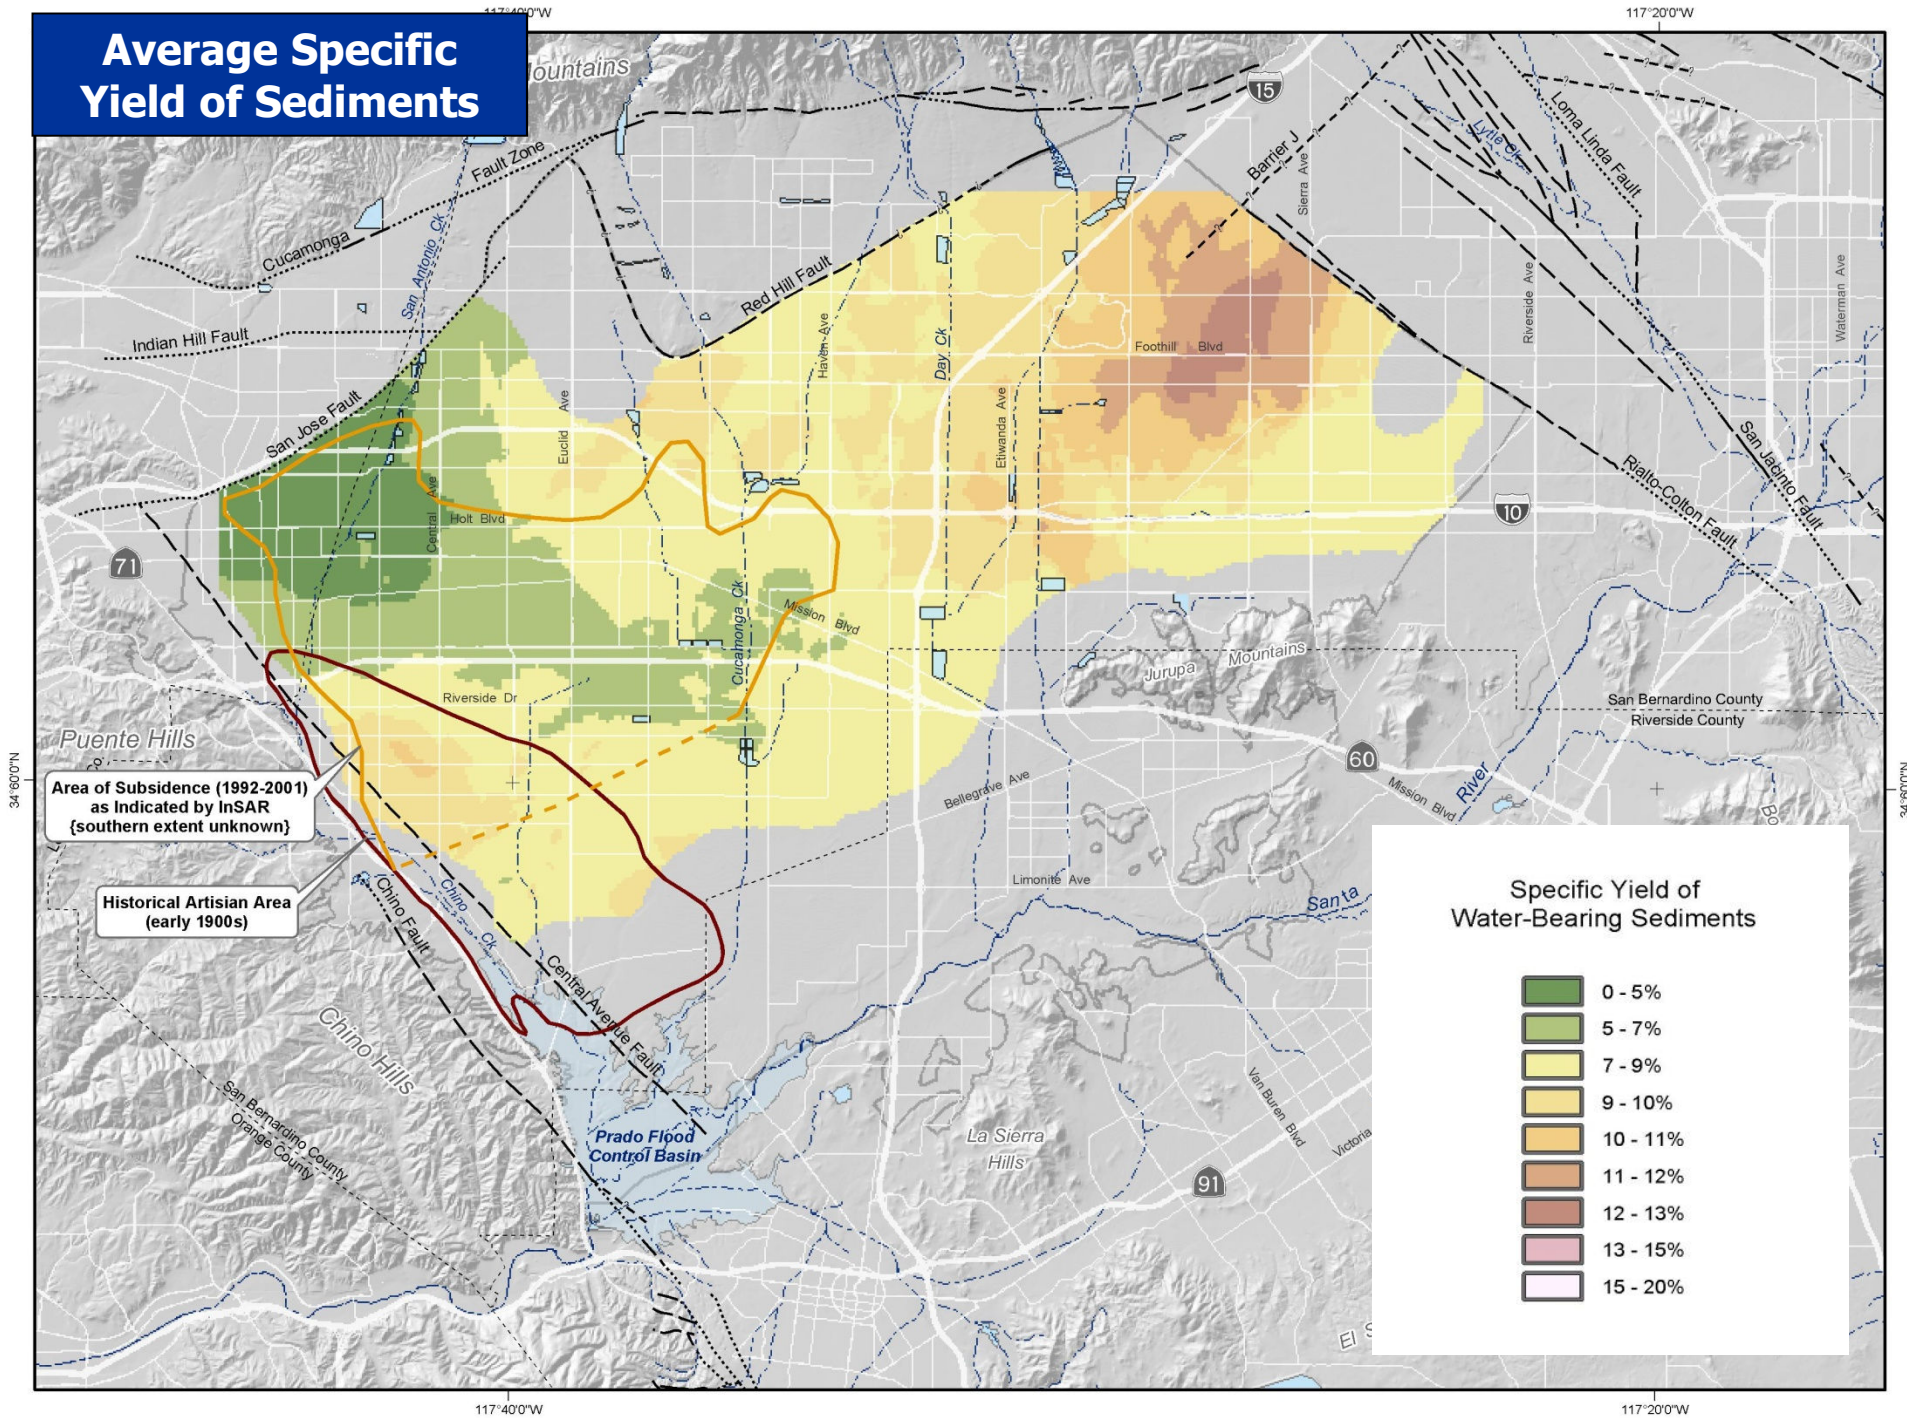 117°40'0"W
117°20'0"W
Average Specific
Yield of Sediments
Mountains
15
Cucamonga
Fault Zone
San Antonio Ck
Indian Hill Fault
San Jose Fault
Red Hill Fault
Barrier J
Sierra Ave
Lytle Ck
Loma Linda Fault
Riverside Ave
Waterman Ave
Haven Ave
Day Ck
Foothill Blvd
Euclid Ave
Etiwanda Ave
Central Ave
Holt Blvd
10
71
San Jacinto Fault
Rialto-Colton Fault
Cucamonga Ck
Mission Blvd
Jurupa Mountains
Riverside Dr
San Bernardino County
Riverside County
Puente Hills
60
Mission Blvd
River
34°60'0"N
34°60'0"N
Area of Subsidence (1992-2001)
as Indicated by InSAR
{southern extent unknown}
Bellegrave Ave
Limonite Ave
Santa
Historical Artisian Area
(early 1900s)
Chino Fault
Chino Ck
Central Avenue Fault
Chino Hills
San Bernardino County
Orange County
Prado Flood
Control Basin
La Sierra
Hills
Van Buren Blvd
Victoria
91
El S
Specific Yield of
Water-Bearing Sediments
0 - 5%
5 - 7%
7 - 9%
9 - 10%
10 - 11%
11 - 12%
12 - 13%
13 - 15%
15 - 20%
117°40'0"W
117°20'0"W